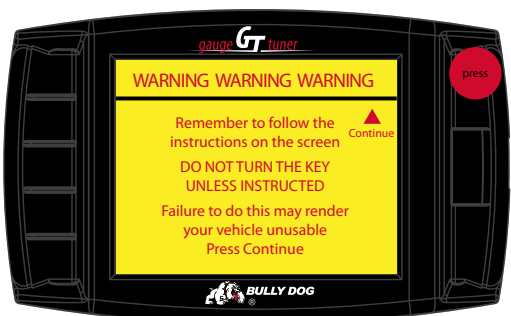 gauge GT tuner
WARNING WARNING WARNING
press
Remember to follow the
instructions on the screen
Continue
DO NOT TURN THE KEY
UNLESS INSTRUCTED
Failure to do this may render
your vehicle unusable
Press Continue
BULLY DOG
®